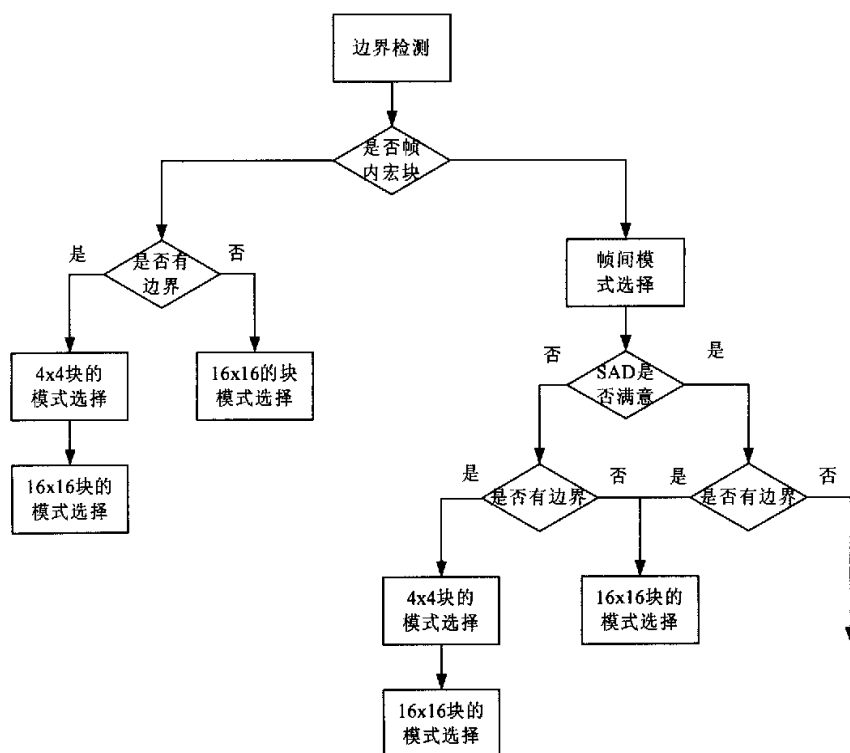 边界检测
是否帧
内宏块
是
是否有
边界
否
帧间模
式选择
4x4块的
模式选择
16x16的块
模式选择
否
SAD是
否满意
是
16x16块的
模式选择
是
是否有边界
否
是
是否有边界
否
4x4块的
模式选择
16x16块的
模式选择
16x16块的
模式选择